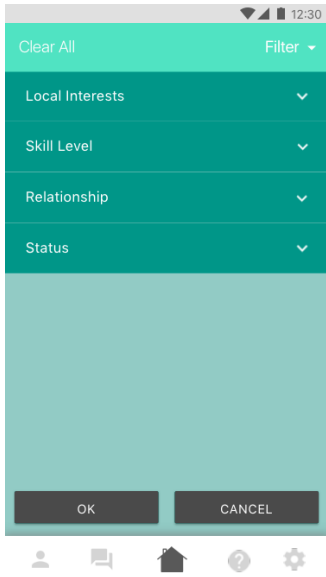 12:30
Clear All Filter
Local Interests
Skill Level
Relationship
Status
OK CANCEL
?